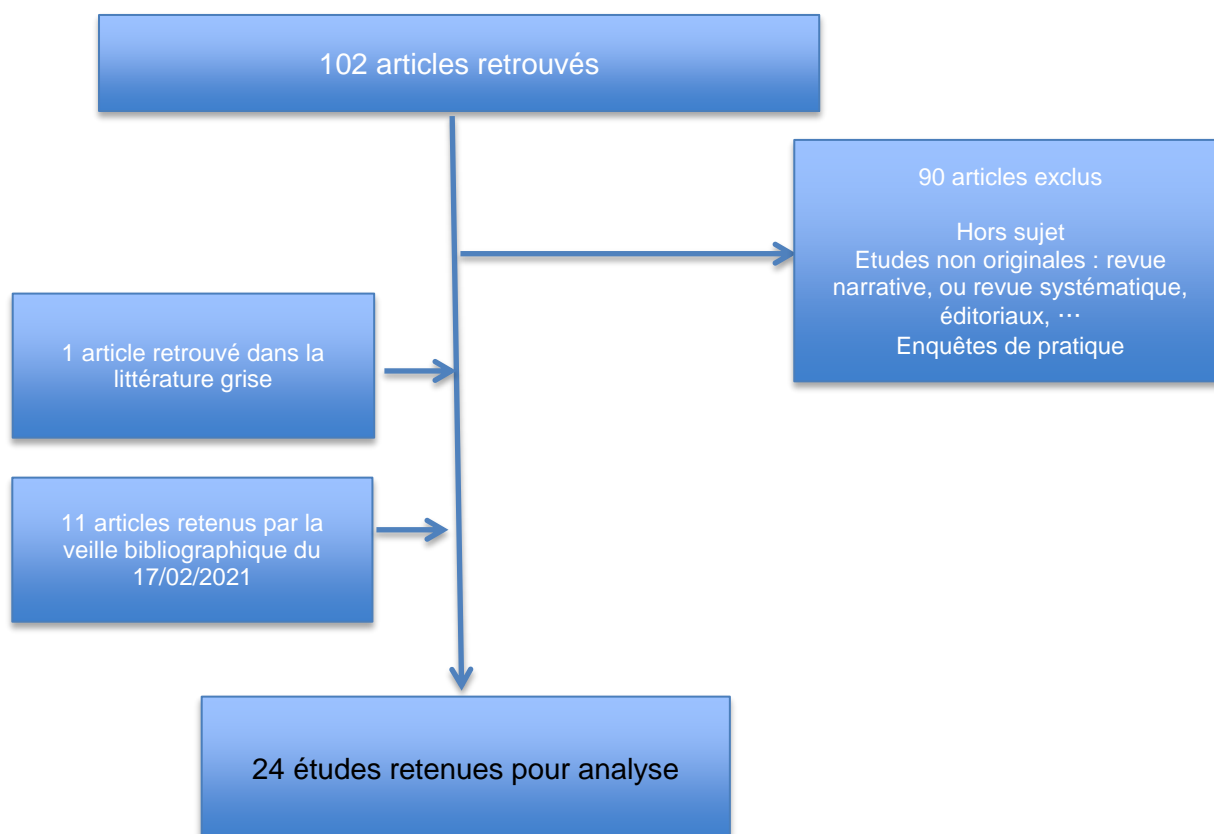 102 articles retrouvés
90 articles exclus
Hors sujet
Etudes non originales : revue
narrative, ou revue systématique,
éditoriaux, …
Enquêtes de pratique
1 article retrouvé dans la
littérature grise
11 articles retenus par la
veille bibliographique du
17/02/2021
24 études retenues pour analyse